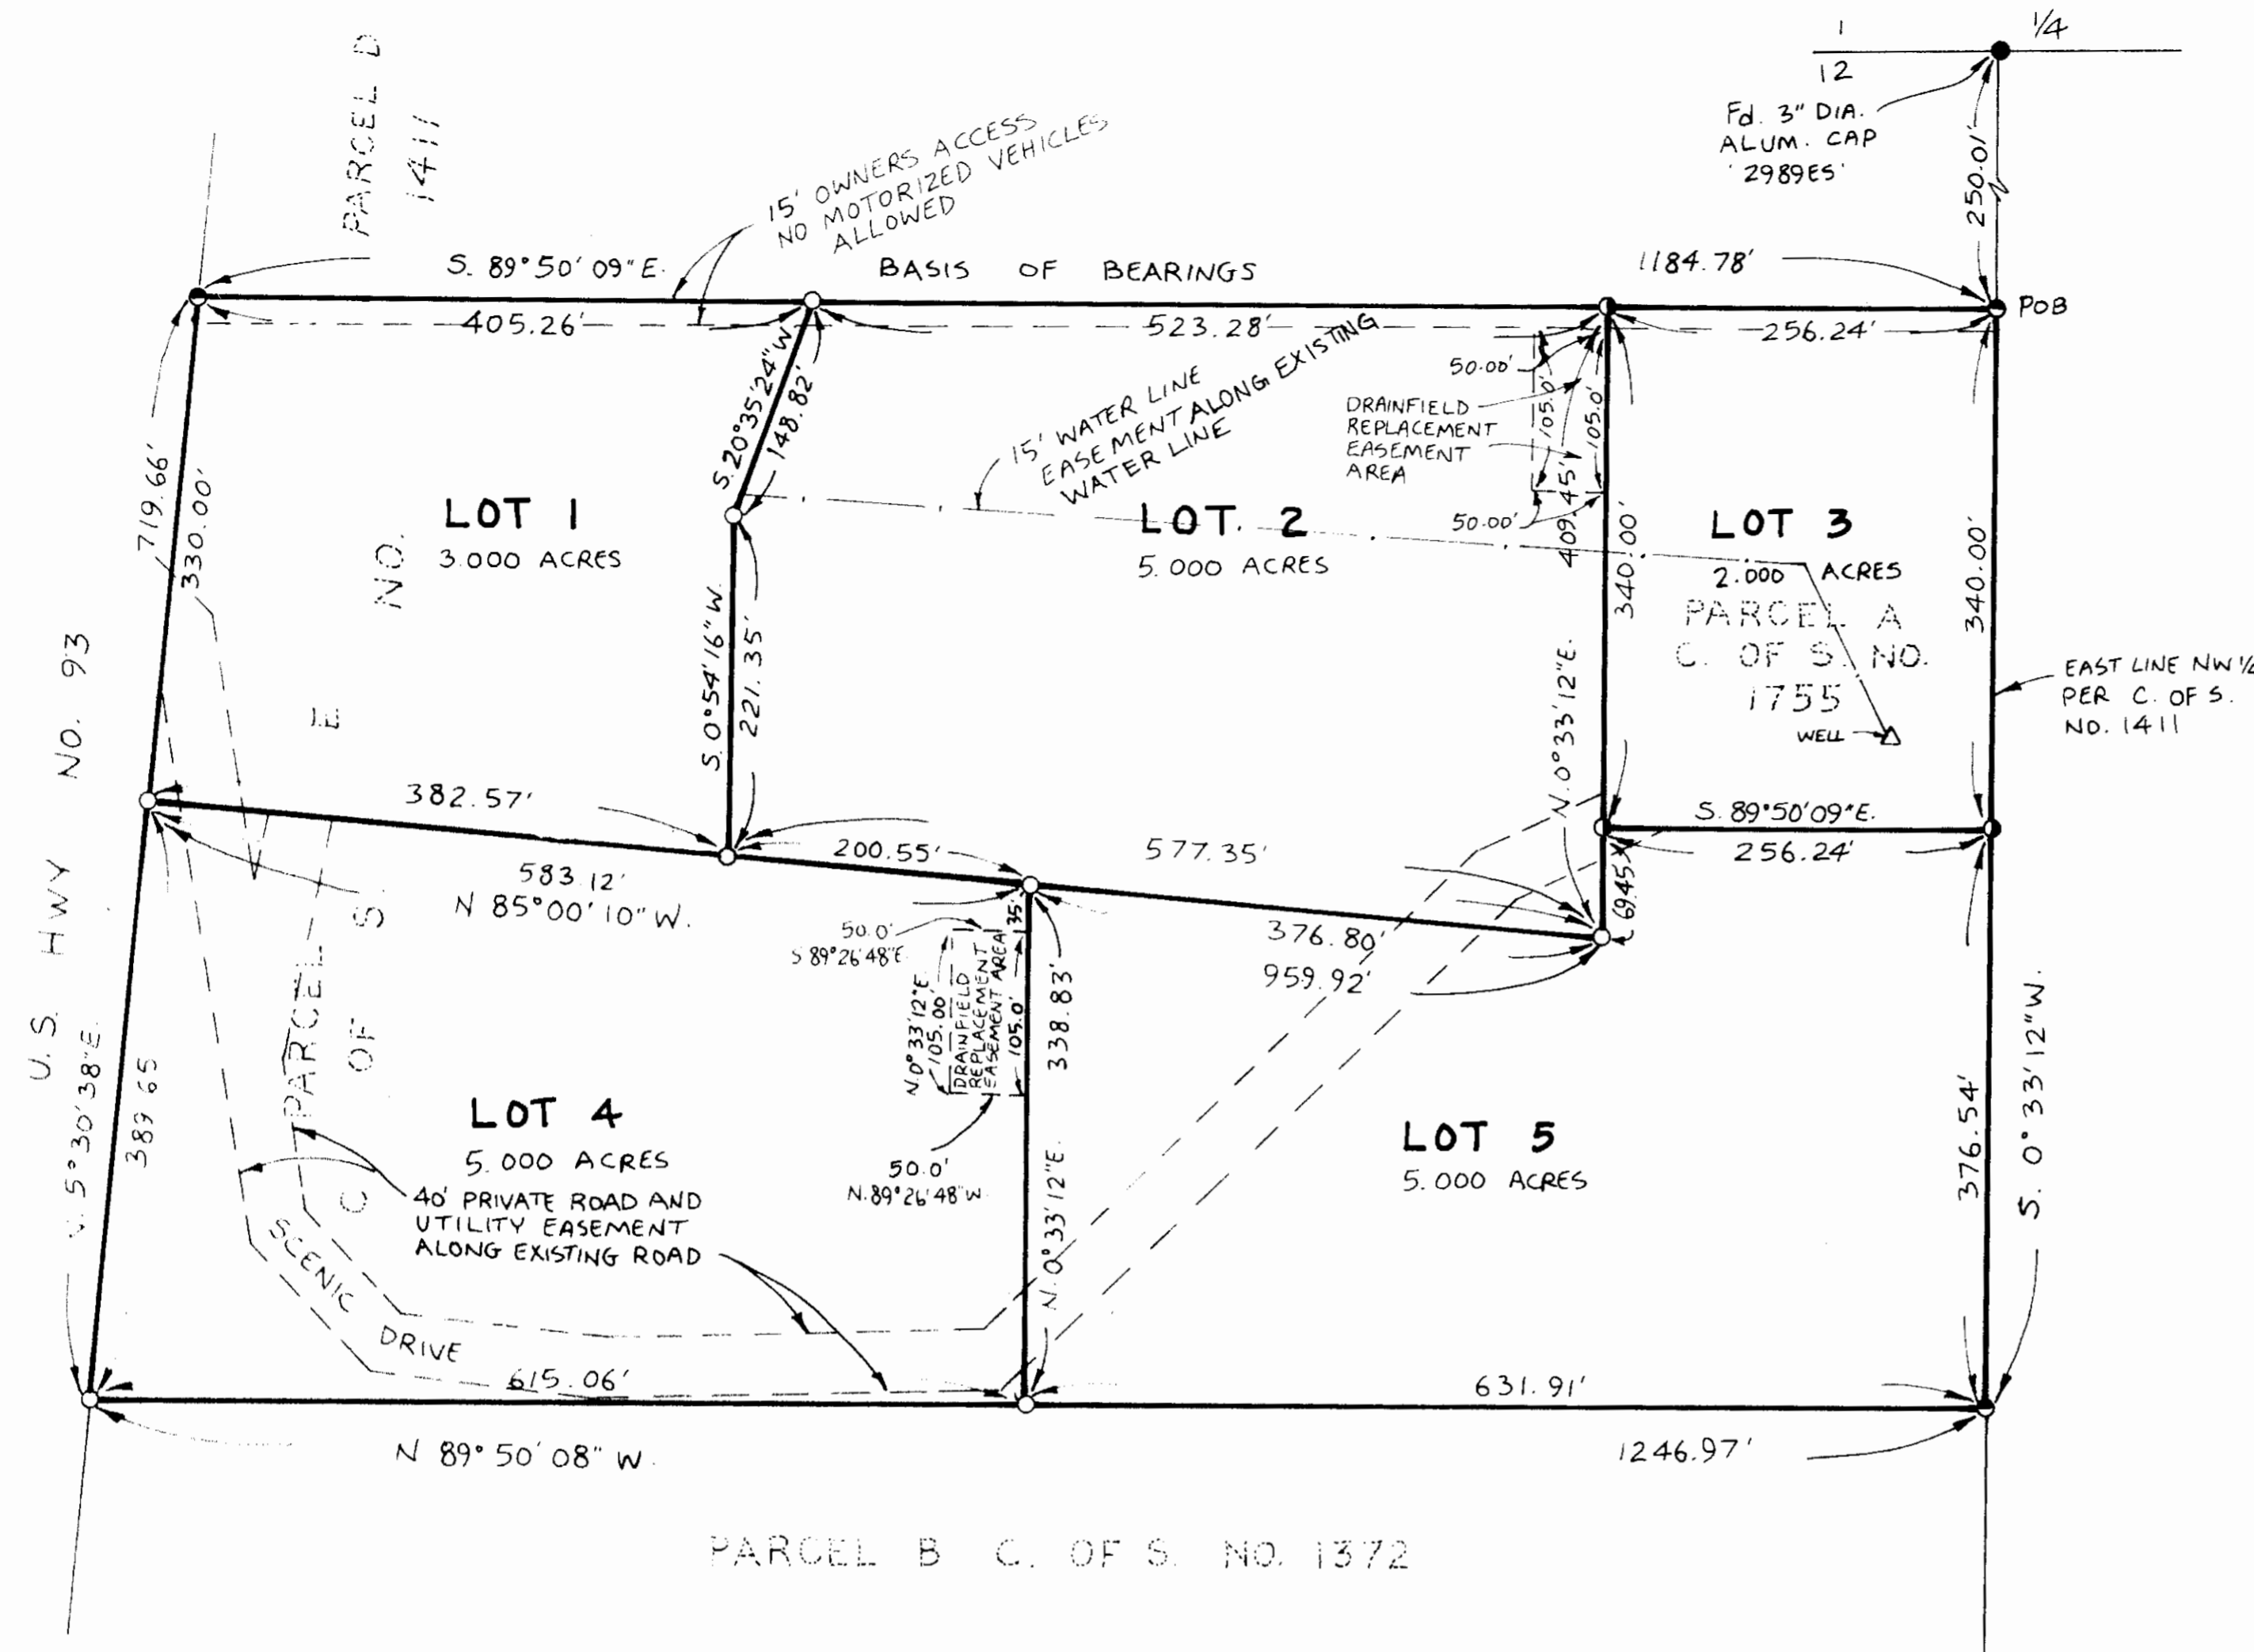 1 1/4
12
Fd. 3" DIA.
ALUM. CAP
'2989ES'
250.01'
PARCEL D
1411
15' OWNERS ACCESS
NO MOTORIZED VEHICLES
ALLOWED
S. 89°50'09"E.
BASIS OF BEARINGS
1184.78'
POB
405.26'
523.28'
256.24'
S. 20°35'24"W.
148.82'
15' WATER LINE
EASEMENT ALONG EXISTING
WATER LINE
50.00'
105.0'
105.0'
DRAINFIELD
REPLACEMENT
EASEMENT
AREA
50.00'
409.45'
340.00'
340.00'
719.66'
330.00'
LOT 1
3.000 ACRES
NO.
LOT. 2
5.000 ACRES
LOT 3
2.000 ACRES
PARCEL A
C. OF S. NO.
1755
WELL
EAST LINE NW 1/4
PER C. OF S.
NO. 1411
S. 0°54'16"W.
221.35'
N. 0°33'12"E.
U.S. HWY NO. 93
E
382.57'
200.55'
577.35'
S. 89°50'09"E.
256.24'
69.45'
583.12'
N 85°00'10"W.
376.80'
959.92'
50.0'
S 89°26'48"E.
35'
N. 0°33'12"E.
105.00'
DRAINFIELD
REPLACEMENT
EASEMENT AREA
105.0'
338.83'
50.0'
N. 89°26'48"W.
N. 0°33'12"E.
5°30'38"E.
389.65
PARCEL
C OF S.
LOT 4
5.000 ACRES
40' PRIVATE ROAD AND
UTILITY EASEMENT
ALONG EXISTING ROAD
LOT 5
5.000 ACRES
376.54'
S. 0°33'12"W.
SCENIC
DRIVE
615.06'
631.91'
N 89°50'08" W.
1246.97'
PARCEL B C. OF S. NO. 1372